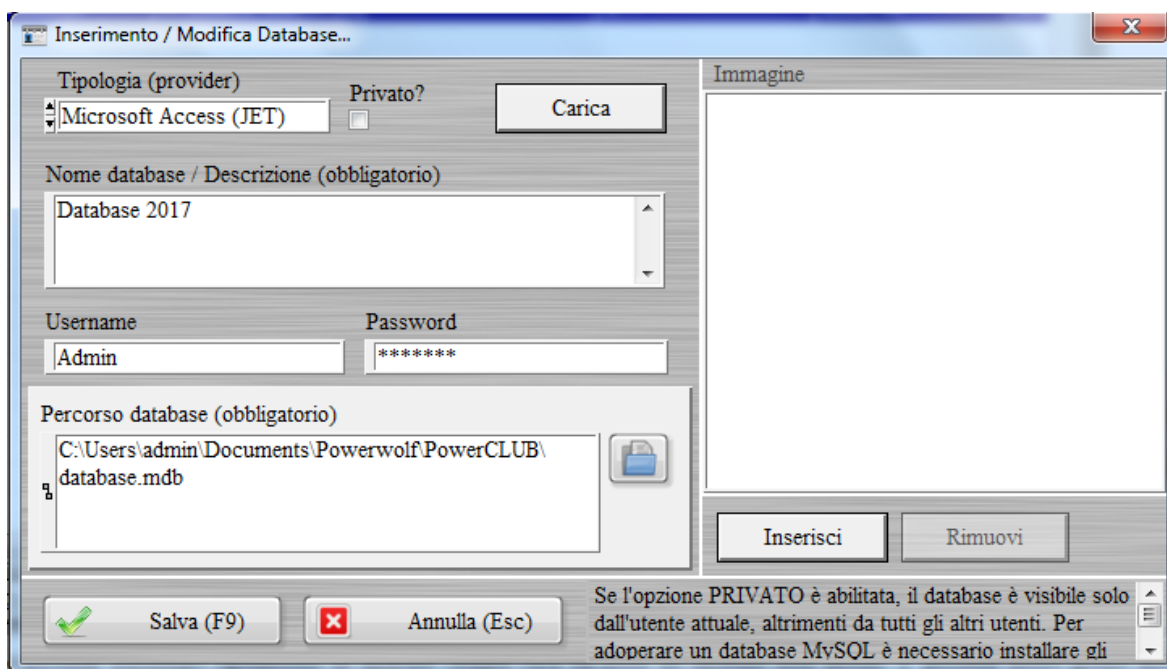 Inserimento / Modifica Database...
Tipologia (provider)
Privato?
Microsoft Access (JET)
Carica
Nome database / Descrizione (obbligatorio)
Database 2017
Username
Password
Admin
*******
Percorso database (obbligatorio)
C:\Users\admin\Documents\Powerwolf\PowerCLUB\
database.mdb
Immagine
Inserisci
Rimuovi
Salva (F9)
Annulla (Esc)
Se l'opzione PRIVATO è abilitata, il database è visibile solo
dall'utente attuale, altrimenti da tutti gli altri utenti. Per
adoperare un database MySQL è necessario installare gli